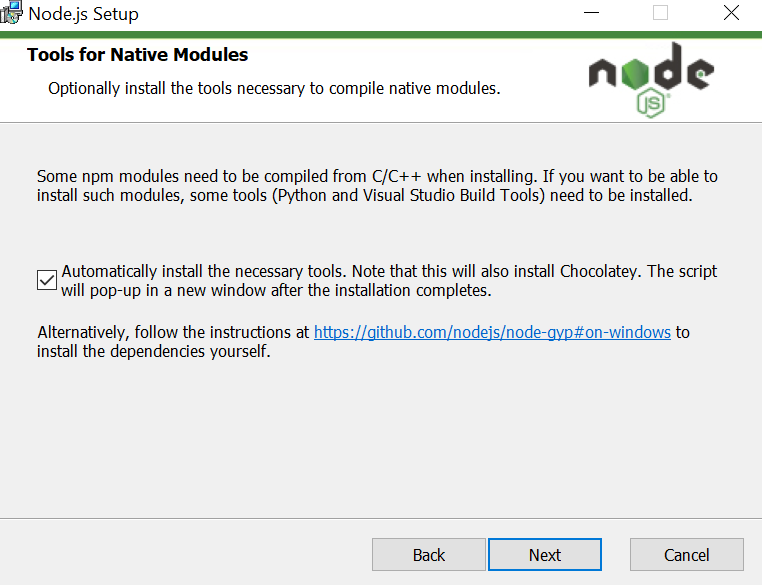 Node.js Setup
Tools for Native Modules
Optionally install the tools necessary to compile native modules.
node
JS
Some npm modules need to be compiled from C/C++ when installing. If you want to be able to
install such modules, some tools (Python and Visual Studio Build Tools) need to be installed.
Automatically install the necessary tools. Note that this will also install Chocolatey. The script
will pop-up in a new window after the installation completes.
Alternatively, follow the instructions at https://github.com/nodejs/node-gyp#on-windows to
install the dependencies yourself.
Back Next Cancel